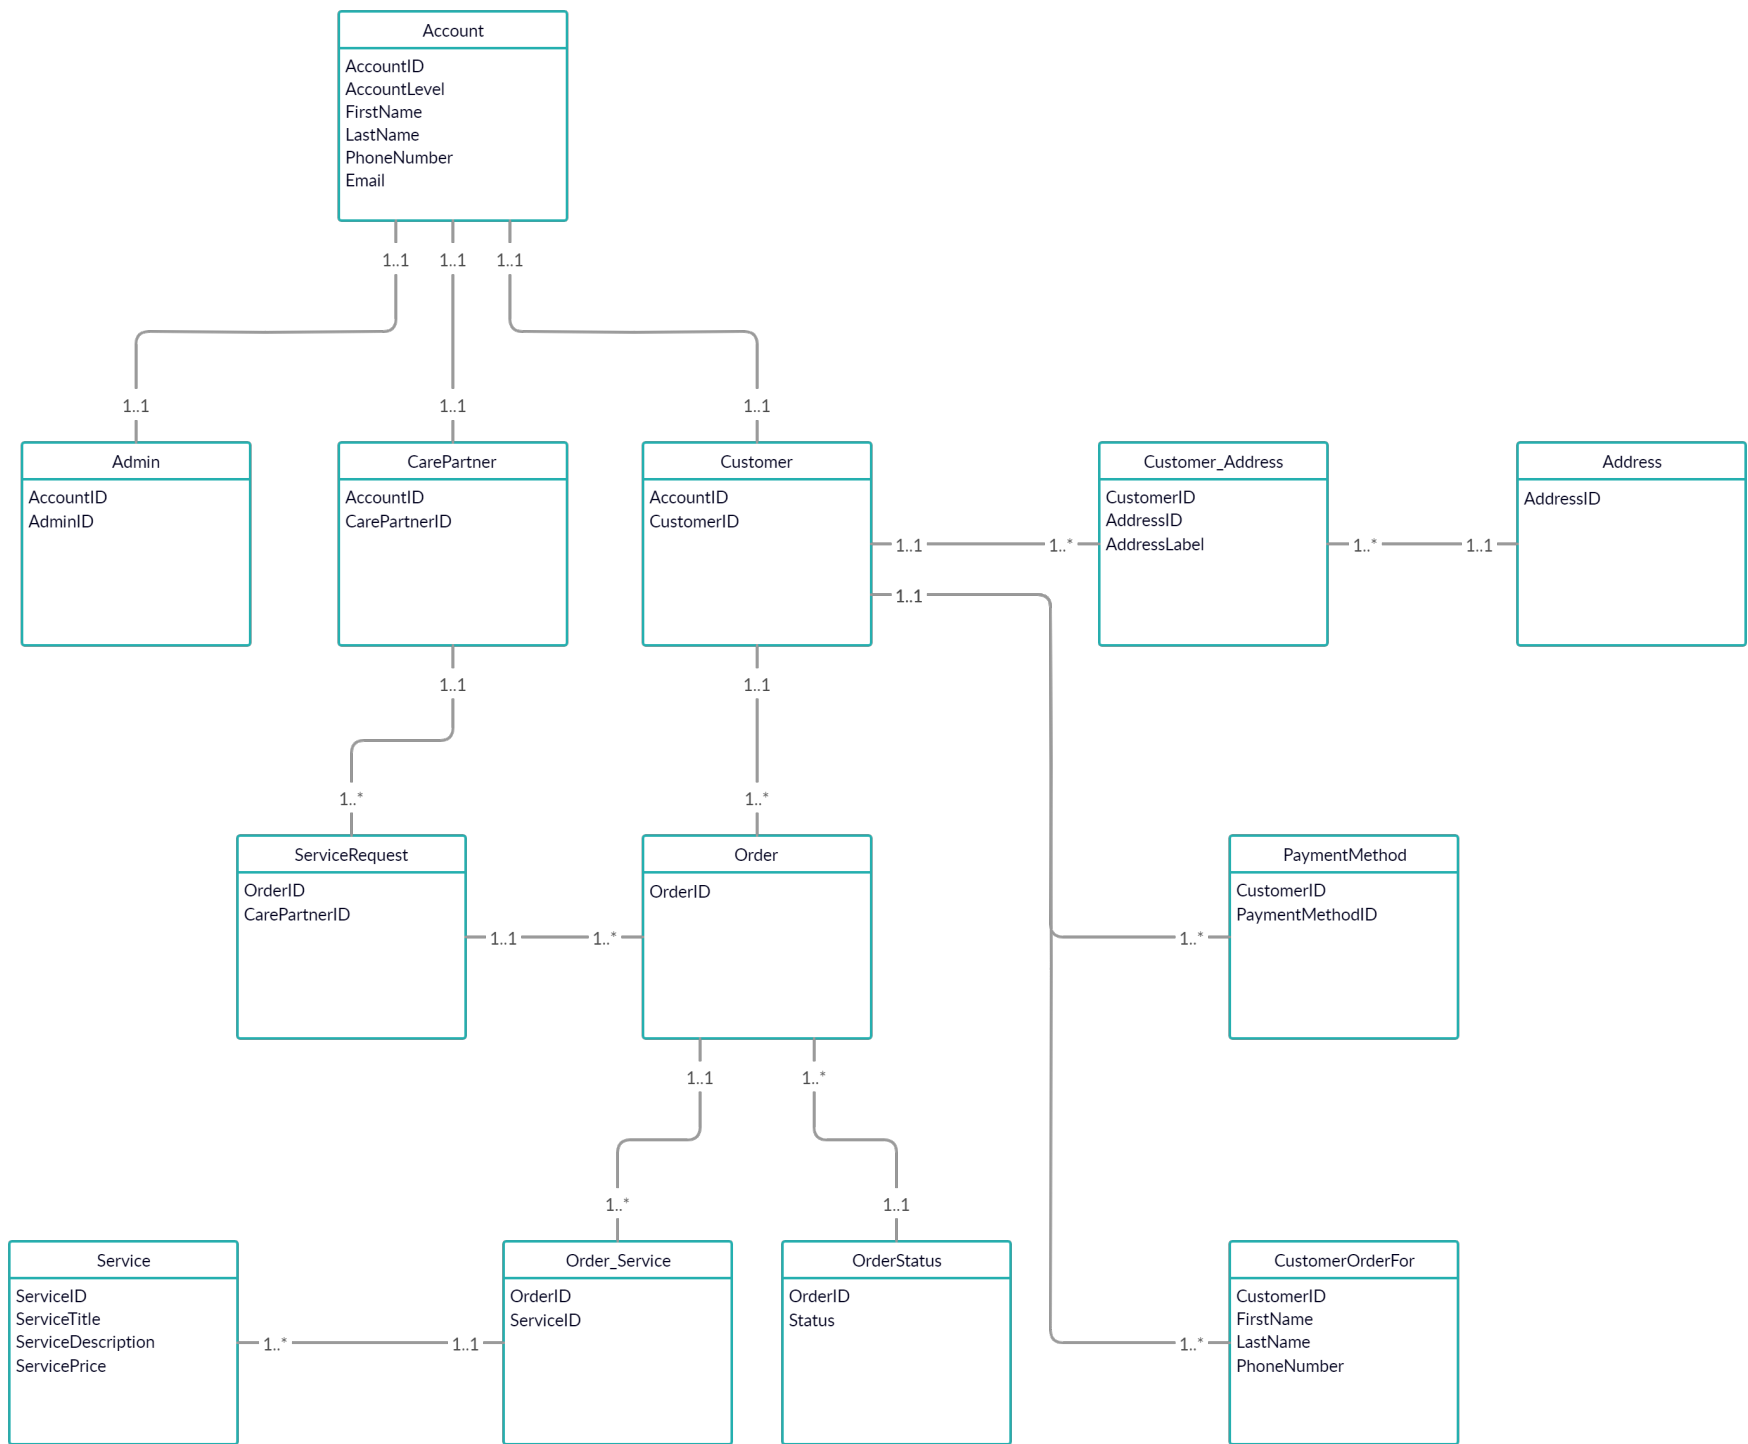 Account
AccountID
AccountLevel
FirstName
LastName
PhoneNumber
Email
1..1 1..1 1..1
1..1 1..1 1..1
Admin
AccountID
AdminID
CarePartner
AccountID
CarePartnerID
Customer
AccountID
CustomerID
Customer_Address
CustomerID
AddressID
AddressLabel
Address
AddressID
1..1 1..* 1..* 1..1
1..1
1..1 1..1
1..* 1..*
ServiceRequest
OrderID
CarePartnerID
Order
OrderID
PaymentMethod
CustomerID
PaymentMethodID
1..1 1..* 1..*
1..1 1..*
1..* 1..1
Service
ServiceID
ServiceTitle
ServiceDescription
ServicePrice
Order_Service
OrderID
ServiceID
OrderStatus
OrderID
Status
CustomerOrderFor
CustomerID
FirstName
LastName
PhoneNumber
1..* 1..1 1..*